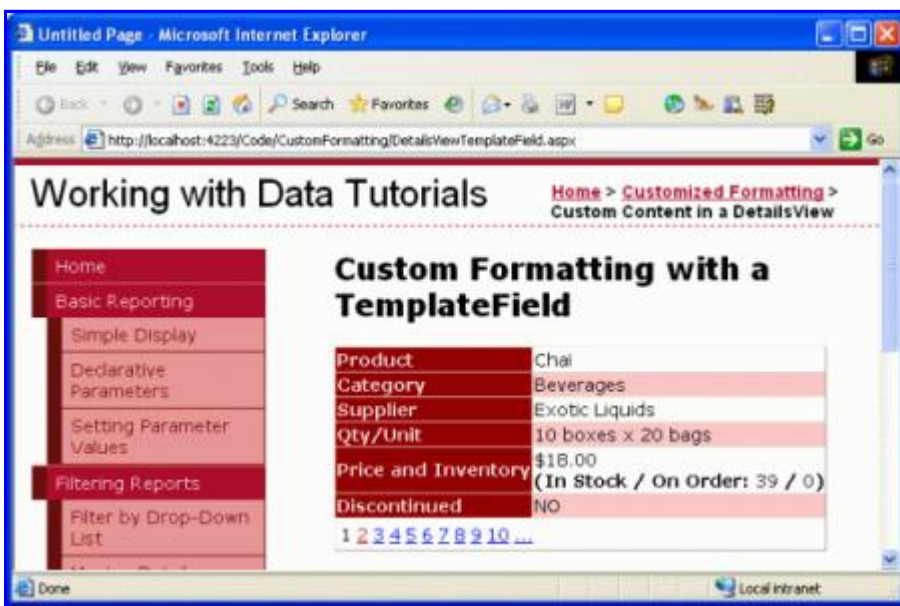 Untitled Page - Microsoft Internet Explorer
File Edit View Favorites Tools Help
Back Search Favorites
Address http://localhost:4223/Code/CustomFormatting/DetailsViewTemplateField.aspx Go
Working with Data Tutorials
Home > Customized Formatting >
Custom Content in a DetailsView
Home
Basic Reporting
Simple Display
Declarative
Parameters
Setting Parameter
Values
Filtering Reports
Filter by Drop-Down
List
Custom Formatting with a
TemplateField
Product Chai
Category Beverages
Supplier Exotic Liquids
Qty/Unit 10 boxes x 20 bags
Price and Inventory $18.00
(In Stock / On Order: 39 / 0)
Discontinued NO
1 2 3 4 5 6 7 8 9 10 ...
Done Local intranet